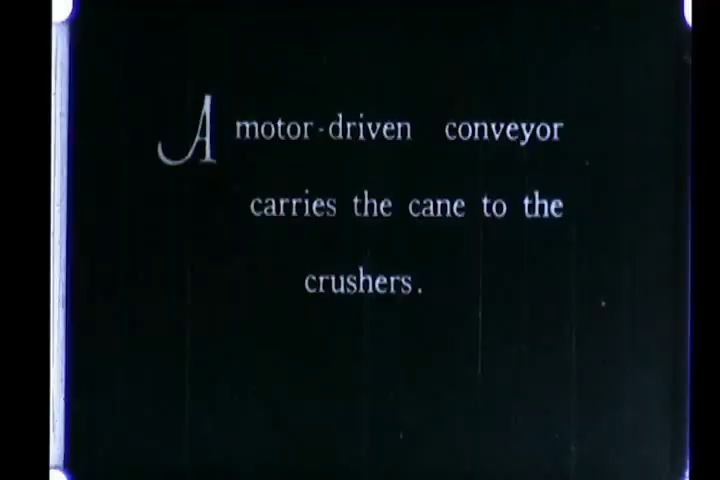 A motor-driven conveyor
carries the cane to the
crushers.